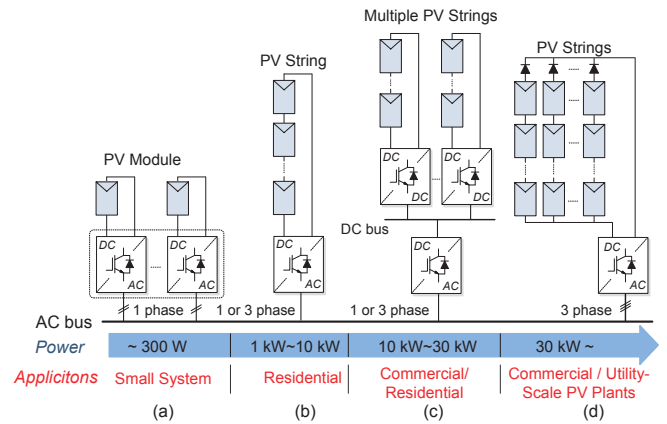 Multiple PV Strings
PV String
PV Strings
PV Module
DC
DC
DC
DC
DC bus
DC
AC
DC
AC
DC
AC
DC
AC
DC
AC
1 phase
1 or 3 phase
1 or 3 phase
3 phase
AC bus
Power
~ 300 W
1 kW~10 kW
10 kW~30 kW
30 kW ~
Applicitons
Small System
Residential
Commercial/
Residential
Commercial / Utility-
Scale PV Plants
(a)
(b)
(c)
(d)